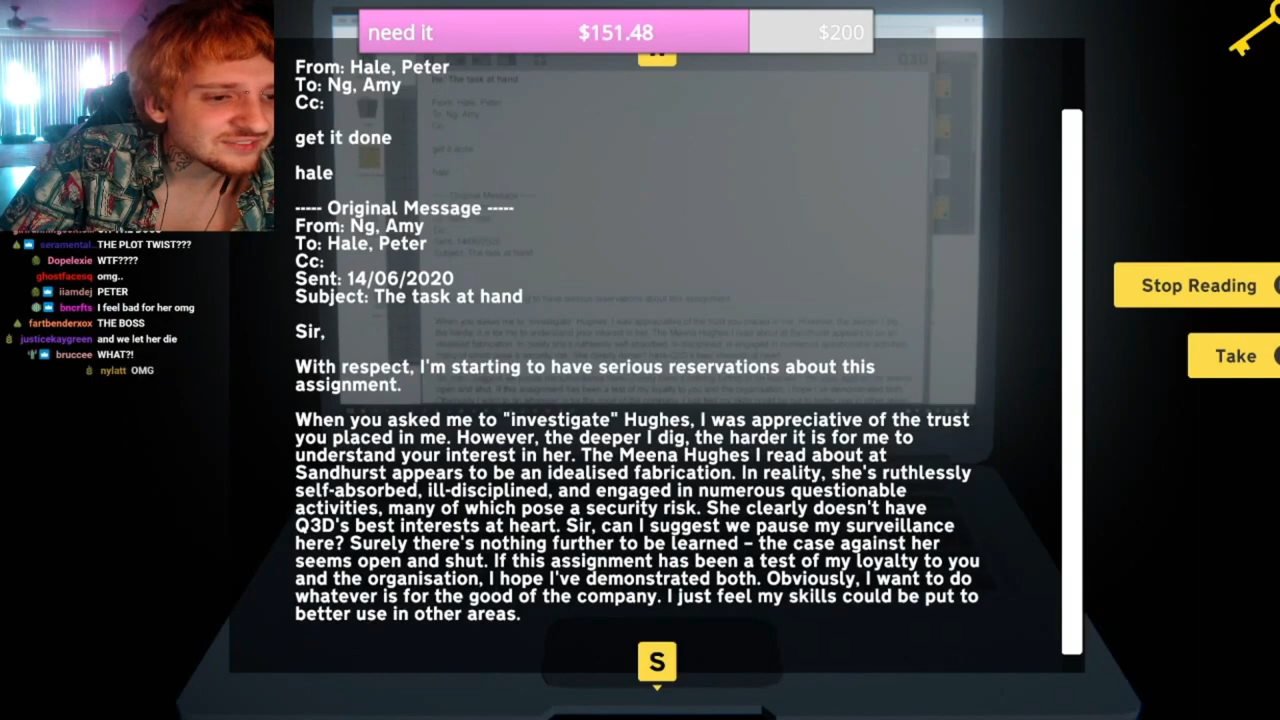 need it $151.48 $200
From: Hale, Peter
To: Ng, Amy
Cc:
get it done
hale
----- Original Message -----
From: Ng, Amy
To: Hale, Peter
Cc:
Sent: 14/06/2020
Subject: The task at hand
Sir,
With respect, I'm starting to have serious reservations about this
assignment.
When you asked me to "investigate" Hughes, I was appreciative of the trust
you placed in me. However, the deeper I dig, the harder it is for me to
understand your interest in her. The Meena Hughes I read about at
Sandhurst appears to be an idealised fabrication. In reality, she's ruthlessly
self-absorbed, ill-disciplined, and engaged in numerous questionable
activities, many of which pose a security risk. She clearly doesn't have
Q3D's best interests at heart. Sir, can I suggest we pause my surveillance
here? Surely there's nothing further to be learned – the case against her
seems open and shut. If this assignment has been a test of my loyalty to you
and the organisation, I hope I've demonstrated both. Obviously, I want to do
whatever is for the good of the company. I just feel my skills could be put to
better use in other areas.
S
Stop Reading
Take
seramental.. THE PLOT TWIST???
Dopelexie WTF????
ghostfacesq omg..
iiamdej PETER
bncrfts I feel bad for her omg
fartbenderxox THE BOSS
justicekaygreen and we let her die
bruccee WHAT?!
nylatt OMG